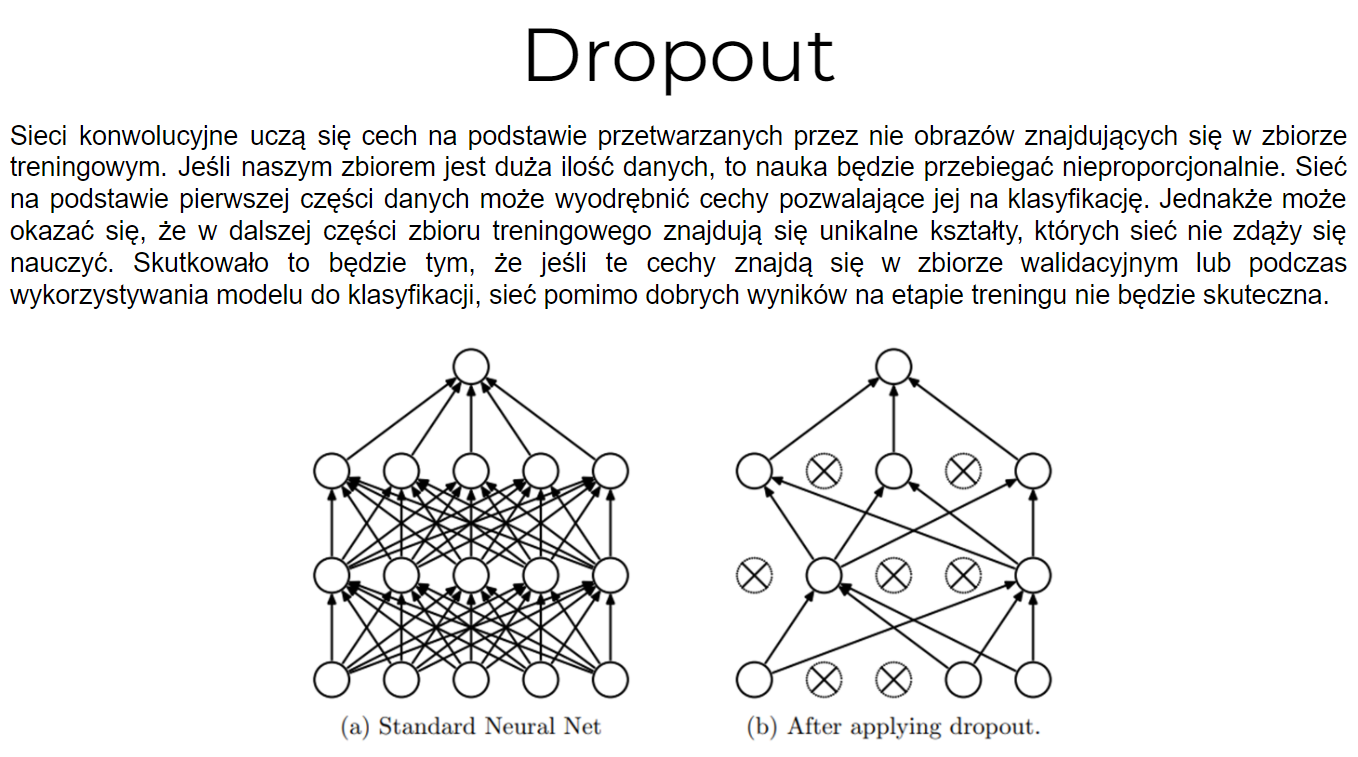 Dropout
Sieci konwolucyjne uczą się cech na podstawie przetwarzanych przez nie obrazów znajdujących się w zbiorze
treningowym. Jeśli naszym zbiorem jest duża ilość danych, to nauka będzie przebiegać nieproporcjonalnie. Sieć
na podstawie pierwszej części danych może wyodrębnić cechy pozwalające jej na klasyfikację. Jednakże może
okazać się, że w dalszej części zbioru treningowego znajdują się unikalne kształty, których sieć nie zdąży się
nauczyć. Skutkowało to będzie tym, że jeśli te cechy znajdą się w zbiorze walidacyjnym lub podczas
wykorzystywania modelu do klasyfikacji, sieć pomimo dobrych wyników na etapie treningu nie będzie skuteczna.
(a) Standard Neural Net
(b) After applying dropout.